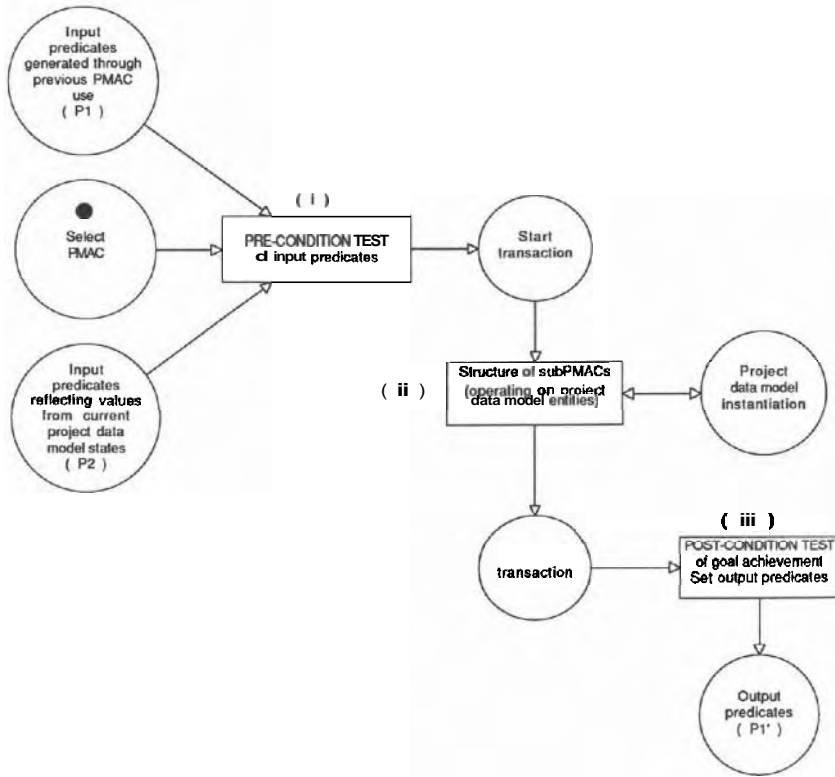 Input
predicates
generated through
previous PMAC
use
( P1 )
( i )
Select
PMAC
PRE-CONDITION TEST
cl input predicates
Start
transaction
Input
predicates
reflecting values
from current
project data
model states
( P2 )
( ii )
Structure of subPMACs
(operating on project
data model entities)
Project
data model
instantiation
transaction
( iii )
POST-CONDITION TEST
of goal achievement
Set output predicates
Output
predicates
( P1' )